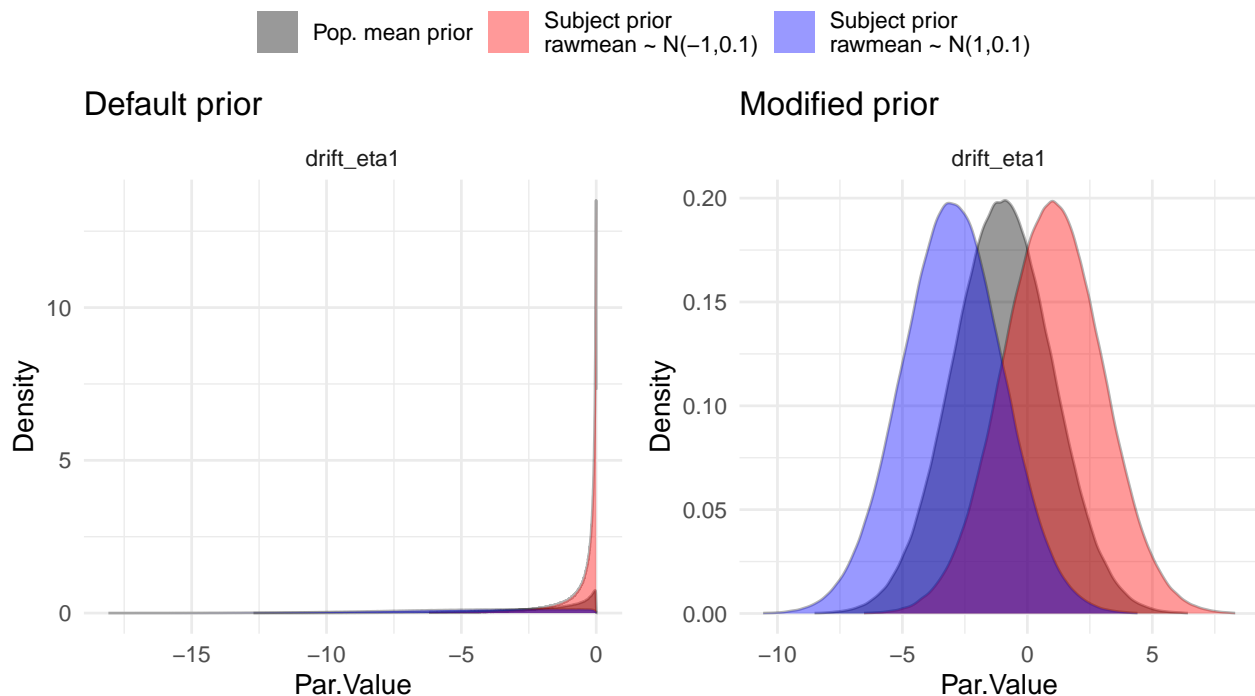 Pop. mean prior
Subject prior
rawmean ~ N(−1,0.1)
Subject prior
rawmean ~ N(1,0.1)
Default prior
drift_eta1
Density
10
5
0
−15
−10
−5
0
Par.Value
Modified prior
drift_eta1
Density
0.20
0.15
0.10
0.05
0.00
−10
−5
0
5
Par.Value